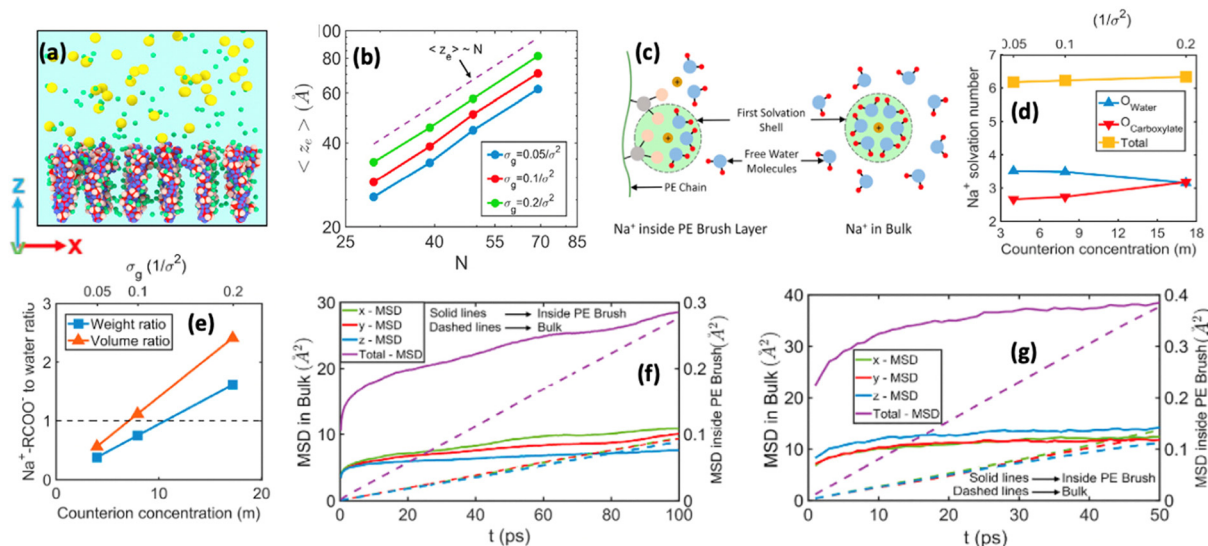 (a)
Z
Y
X
(b)
100
80
60
40
20
25
40
55
70
85
< z_e > ~ N
< z_e > (Å)
N
σ_g=0.05/σ²
σ_g=0.1/σ²
σ_g=0.2/σ²
(c)
First Solvation
Shell
Free Water
Molecules
PE Chain
Na⁺ inside PE Brush Layer
Na⁺ in Bulk
(1/σ²)
0.05
0.1
0.2
(d)
7
6
5
4
3
2
Na⁺ solvation number
O_Water
O_Carboxylate
Total
3
6
9
12
15
18
Counterion concentration (m)
σ_g (1/σ²)
0.05
0.1
0.2
(e)
3
2
1
0
Na⁺-RCOO⁻ to water ratio
Weight ratio
Volume ratio
0
5
10
15
20
Counterion concentration (m)
30
20
10
0
MSD in Bulk (Å²)
x - MSD
y - MSD
z - MSD
Total - MSD
Solid lines → Inside PE Brush
Dashed lines → Bulk
(f)
0.3
0.2
0.1
0
MSD inside PE Brush(Å²)
0
20
40
60
80
100
t (ps)
40
30
20
10
0
MSD in Bulk (Å²)
(g)
x - MSD
y - MSD
z - MSD
Total - MSD
Solid lines → Inside PE Brush
Dashed lines → Bulk
0.4
0.3
0.2
0.1
0
MSD inside PE Brush(Å²)
0
10
20
30
40
50
t (ps)